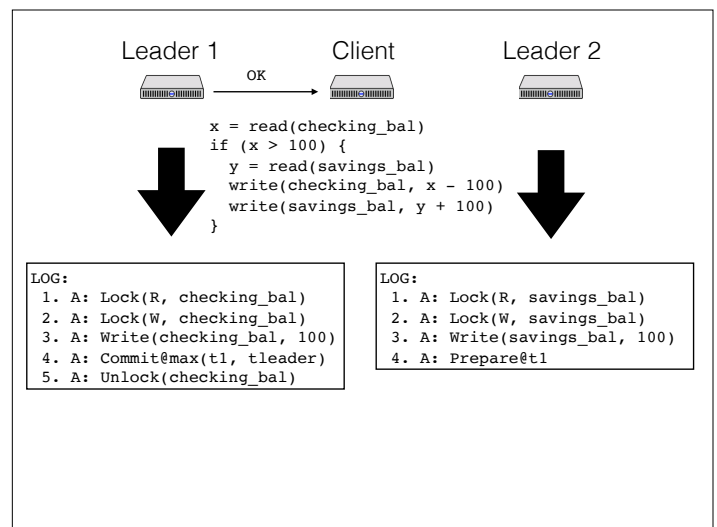 Leader 1
Client
Leader 2
OK
x = read(checking_bal)
if (x > 100) {
  y = read(savings_bal)
  write(checking_bal, x - 100)
  write(savings_bal, y + 100)
}
LOG:
1. A: Lock(R, checking_bal)
2. A: Lock(W, checking_bal)
3. A: Write(checking_bal, 100)
4. A: Commit@max(t1, tleader)
5. A: Unlock(checking_bal)
LOG:
1. A: Lock(R, savings_bal)
2. A: Lock(W, savings_bal)
3. A: Write(savings_bal, 100)
4. A: Prepare@t1